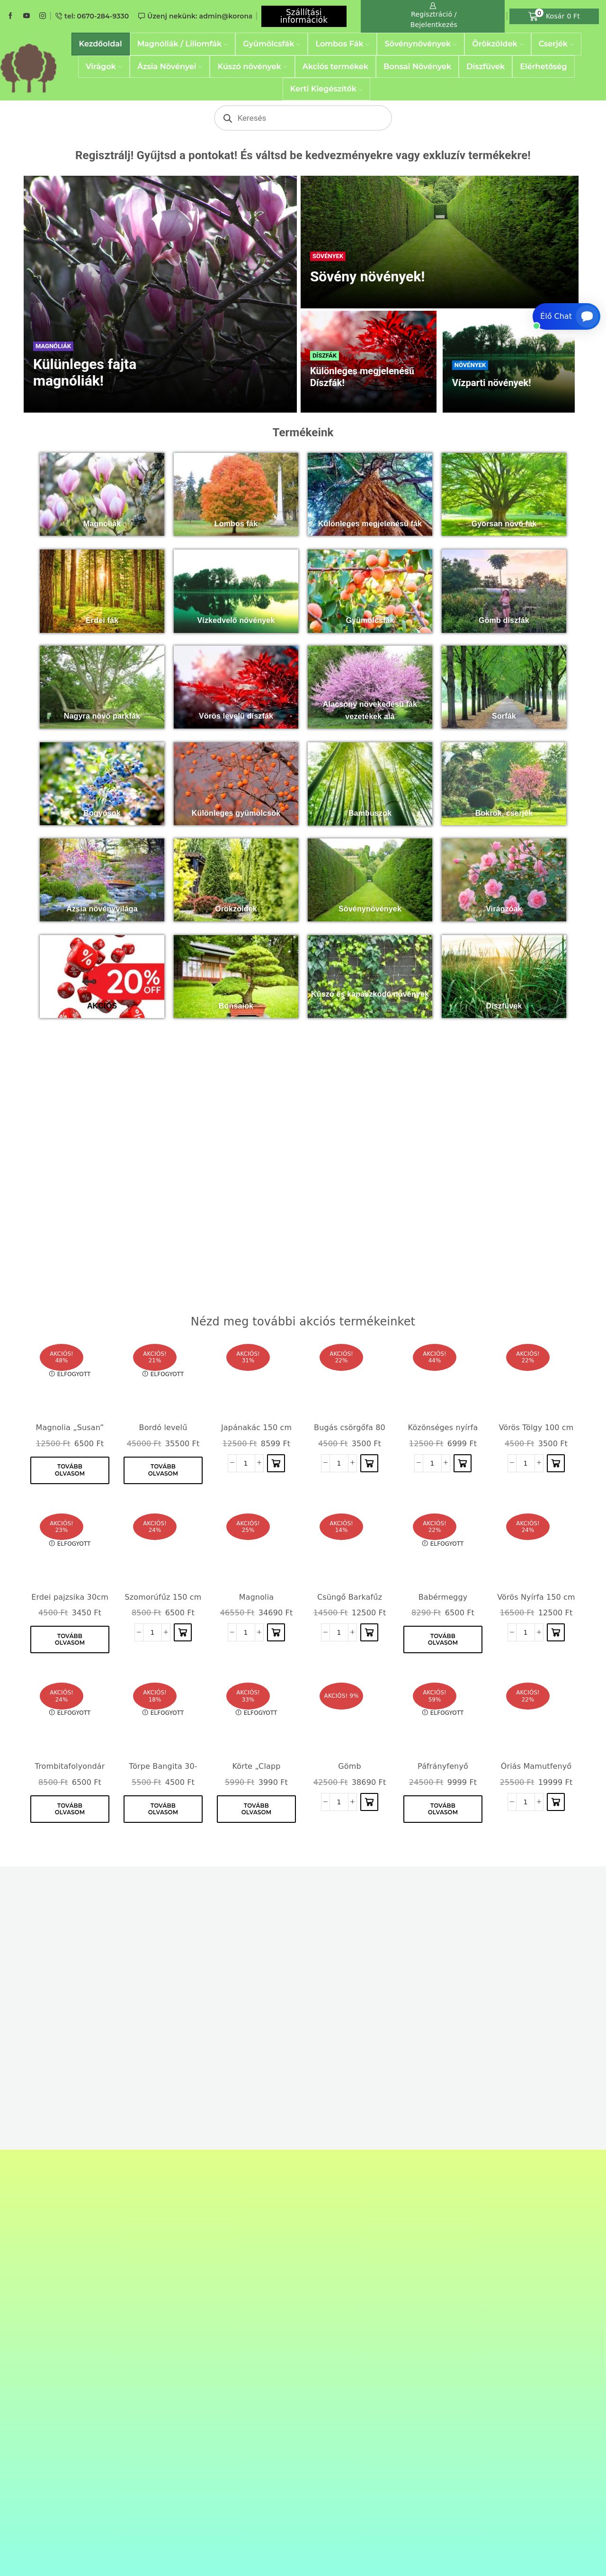 tel: 0670-284-9330
Üzenj nekünk: admin@korona
Szállítási
információk
Regisztráció /
Bejelentkezés
0
Kosár 0 Ft
Kezdőoldal
Magnóliák / Liliomfák
Gyümölcsfák
Lombos Fák
Sövénynövények
Örökzöldek
Cserjék
Virágok
Ázsia Növényei
Kúszó növények
Akciós termékek
Bonsai Növények
Díszfüvek
Elérhetőség
Kerti Kiegészítők
Keresés
Regisztrálj! Gyűjtsd a pontokat! És váltsd be kedvezményekre vagy exkluzív termékekre!
MAGNÓLIÁK
Külünleges fajta
magnóliák!
SÖVÉNYEK
Sövény növények!
DÍSZFÁK
Különleges megjelenésű
Díszfák!
NÖVÉNYEK
Vízparti növények!
Élő Chat
Termékeink
Magnóliák
Lombos fák
Különleges megjelenésű fák
Gyorsan növő fák
Erdei fák
Vízkedvelő növények
Gyümölcsfák
Gömb díszfák
Nagyra növő parkfák
Vörös levelű díszfák
Alacsony növekedésű fák
vezetékek alá
Sorfák
Bogyósok
Különleges gyümölcsök
Bambuszok
Bokrok, cserjék
Ázsia növényvilága
Örökzöldek
Sövénynövények
Virágzóak
20%
OFF
AKCIÓS
Bonsaiok
Kúszó és kapaszkodó növények
Díszfüvek
Nézd meg további akciós termékeinket
AKCIÓS!
48%
ELFOGYOTT
AKCIÓS!
21%
ELFOGYOTT
AKCIÓS!
31%
AKCIÓS!
22%
AKCIÓS!
44%
AKCIÓS!
22%
Magnolia „Susan"
Bordó levelű
Japánakác 150 cm
Bugás csörgőfa 80
Közönséges nyírfa
Vörös Tölgy 100 cm
12500 Ft 6500 Ft
45000 Ft 35500 Ft
12500 Ft 8599 Ft
4500 Ft 3500 Ft
12500 Ft 6999 Ft
4500 Ft 3500 Ft
TOVÁBB
OLVASOM
TOVÁBB
OLVASOM
− 1 +
− 1 +
− 1 +
− 1 +
AKCIÓS!
23%
ELFOGYOTT
AKCIÓS!
24%
AKCIÓS!
25%
AKCIÓS!
14%
AKCIÓS!
22%
ELFOGYOTT
AKCIÓS!
24%
Erdei pajzsika 30cm
Szomorúfűz 150 cm
Magnolia
Csüngő Barkafűz
Babérmeggy
Vörös Nyírfa 150 cm
4500 Ft 3450 Ft
8500 Ft 6500 Ft
46550 Ft 34690 Ft
14500 Ft 12500 Ft
8290 Ft 6500 Ft
16500 Ft 12500 Ft
TOVÁBB
OLVASOM
− 1 +
− 1 +
− 1 +
TOVÁBB
OLVASOM
− 1 +
AKCIÓS!
24%
ELFOGYOTT
AKCIÓS!
18%
ELFOGYOTT
AKCIÓS!
33%
ELFOGYOTT
AKCIÓS! 9%
AKCIÓS!
59%
ELFOGYOTT
AKCIÓS!
22%
Trombitafolyondár
Törpe Bangita 30-
Körte „Clapp
Gömb
Páfrányfenyő
Óriás Mamutfenyő
8500 Ft 6500 Ft
5500 Ft 4500 Ft
5990 Ft 3990 Ft
42500 Ft 38690 Ft
24500 Ft 9999 Ft
25500 Ft 19999 Ft
TOVÁBB
OLVASOM
TOVÁBB
OLVASOM
TOVÁBB
OLVASOM
− 1 +
TOVÁBB
OLVASOM
− 1 +